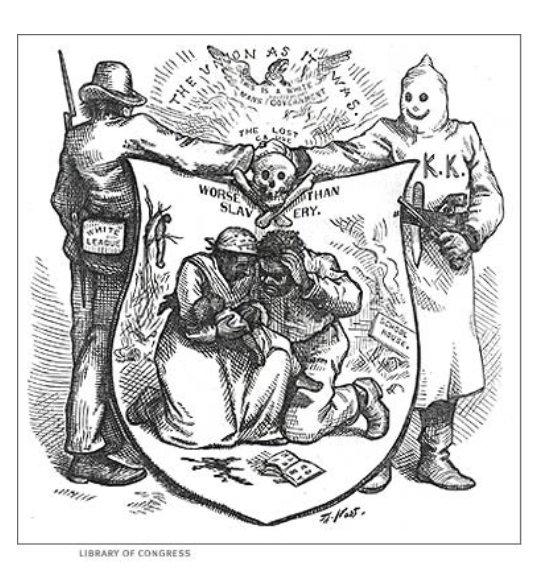 THE UNION AS IT WAS.
THIS IS A WHITE
MANS GOVERNMENT
THE LOST
CAUSE
WORSE THAN
SLAVERY.
WHITE
LEAGUE
K.K.
SCHOOL
HOUSE.
Th. Nast.
LIBRARY OF CONGRESS